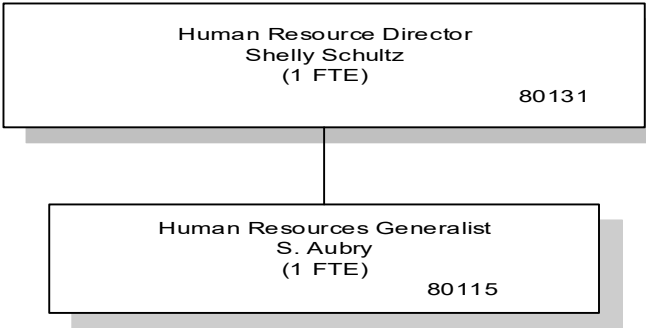 Human Resource Director
Shelly Schultz
(1 FTE)
80131
Human Resources Generalist
S. Aubry
(1 FTE)
80115